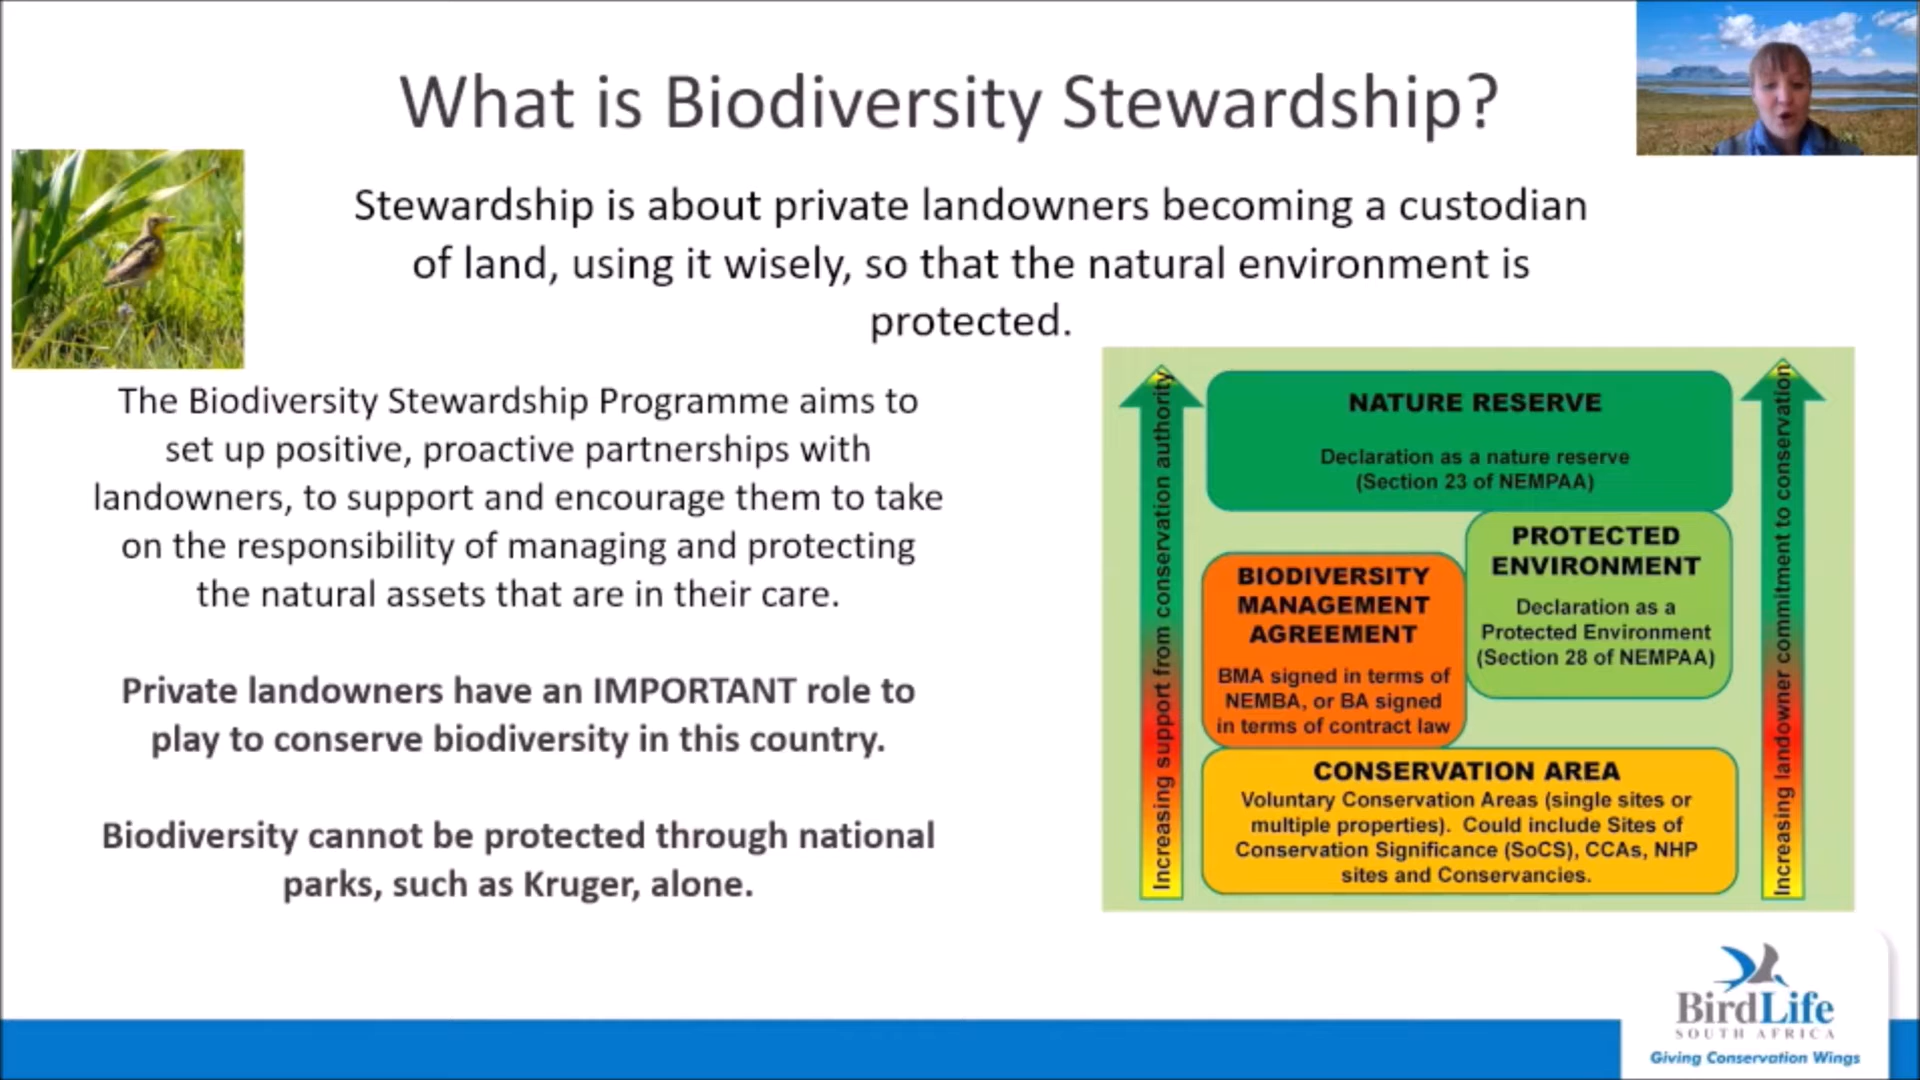 What is Biodiversity Stewardship?
Stewardship is about private landowners becoming a custodian
of land, using it wisely, so that the natural environment is
protected.
The Biodiversity Stewardship Programme aims to
set up positive, proactive partnerships with
landowners, to support and encourage them to take
on the responsibility of managing and protecting
the natural assets that are in their care.
Private landowners have an IMPORTANT role to
play to conserve biodiversity in this country.
Biodiversity cannot be protected through national
parks, such as Kruger, alone.
Increasing support from conservation authority
NATURE RESERVE
Declaration as a nature reserve
(Section 23 of NEMPAA)
PROTECTED
ENVIRONMENT
Declaration as a
Protected Environment
(Section 28 of NEMPAA)
BIODIVERSITY
MANAGEMENT
AGREEMENT
BMA signed in terms of
NEMBA, or BA signed
in terms of contract law
CONSERVATION AREA
Voluntary Conservation Areas (single sites or
multiple properties). Could include Sites of
Conservation Significance (SoCS), CCAs, NHP
sites and Conservancies.
Increasing landowner commitment to conservation
BirdLife
SOUTH AFRICA
Giving Conservation Wings